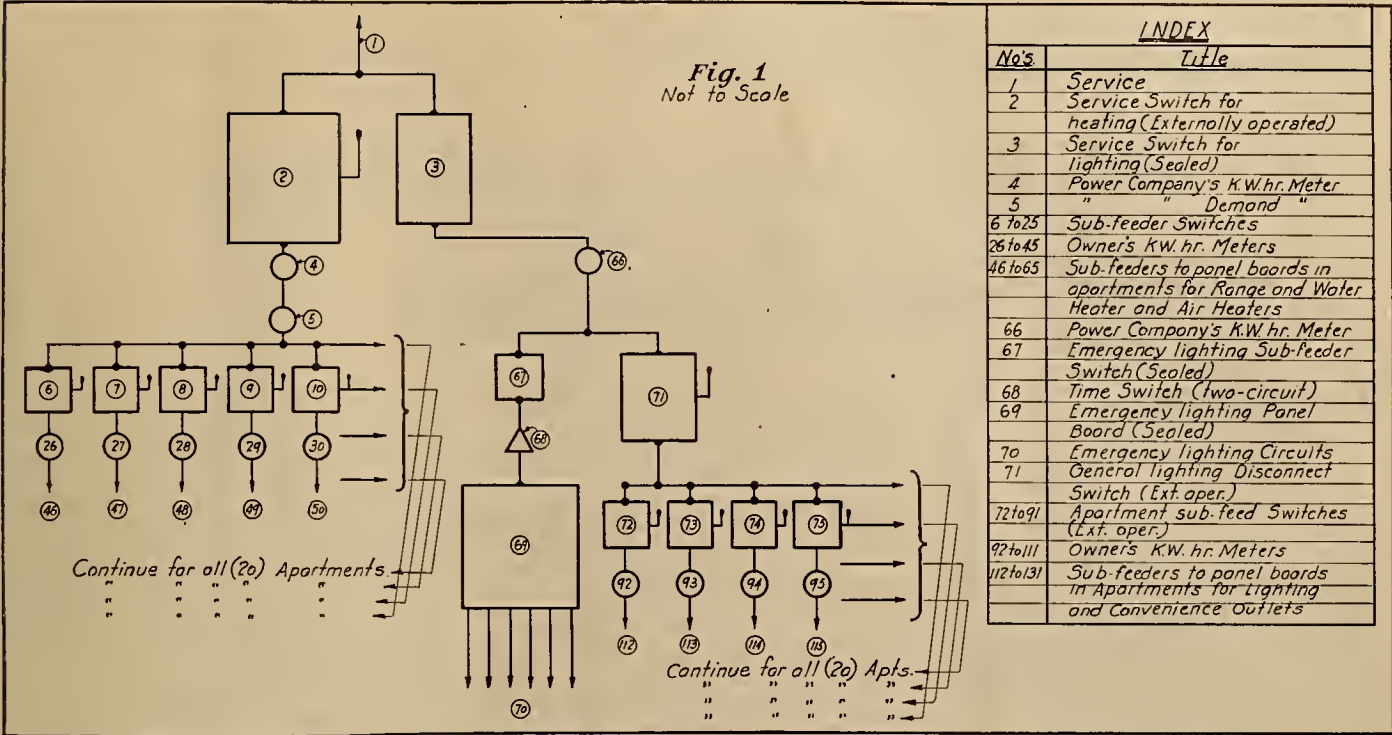 Fig. 1
Not to Scale
1
2
3
4
5
66
6
7
8
9
10
26
27
28
29
30
46
47
48
49
50
67
68
69
70
71
72
73
74
75
92
93
94
95
112
113
114
115
Continue for all (20) Apartments.
" " " " "
" " " " "
" " " " "
Continue for all (20) Apts.
" " " " "
" " " " "
" " " " "
INDEX
No's. Title
1 Service
2 Service Switch for
heating (Externally operated)
3 Service Switch for
lighting (Sealed)
4 Power Company's K.W.hr. Meter
5 " " Demand "
6 to 25 Sub-feeder Switches
26 to 45 Owner's K.W. hr. Meters
46 to 65 Sub-feeders to panel boards in
apartments for Range and Water
Heater and Air Heaters
66 Power Company's K.W. hr. Meter
67 Emergency lighting Sub-feeder
Switch (Sealed)
68 Time Switch (two-circuit)
69 Emergency lighting Panel
Board (Sealed)
70 Emergency lighting Circuits
71 General lighting Disconnect
Switch (Ext. oper.)
72 to 91 Apartment sub-feed Switches
(Ext. oper.)
92 to 111 Owner's K.W. hr. Meters
112 to 131 Sub-feeders to panel boards
in Apartments for Lighting
and Convenience Outlets